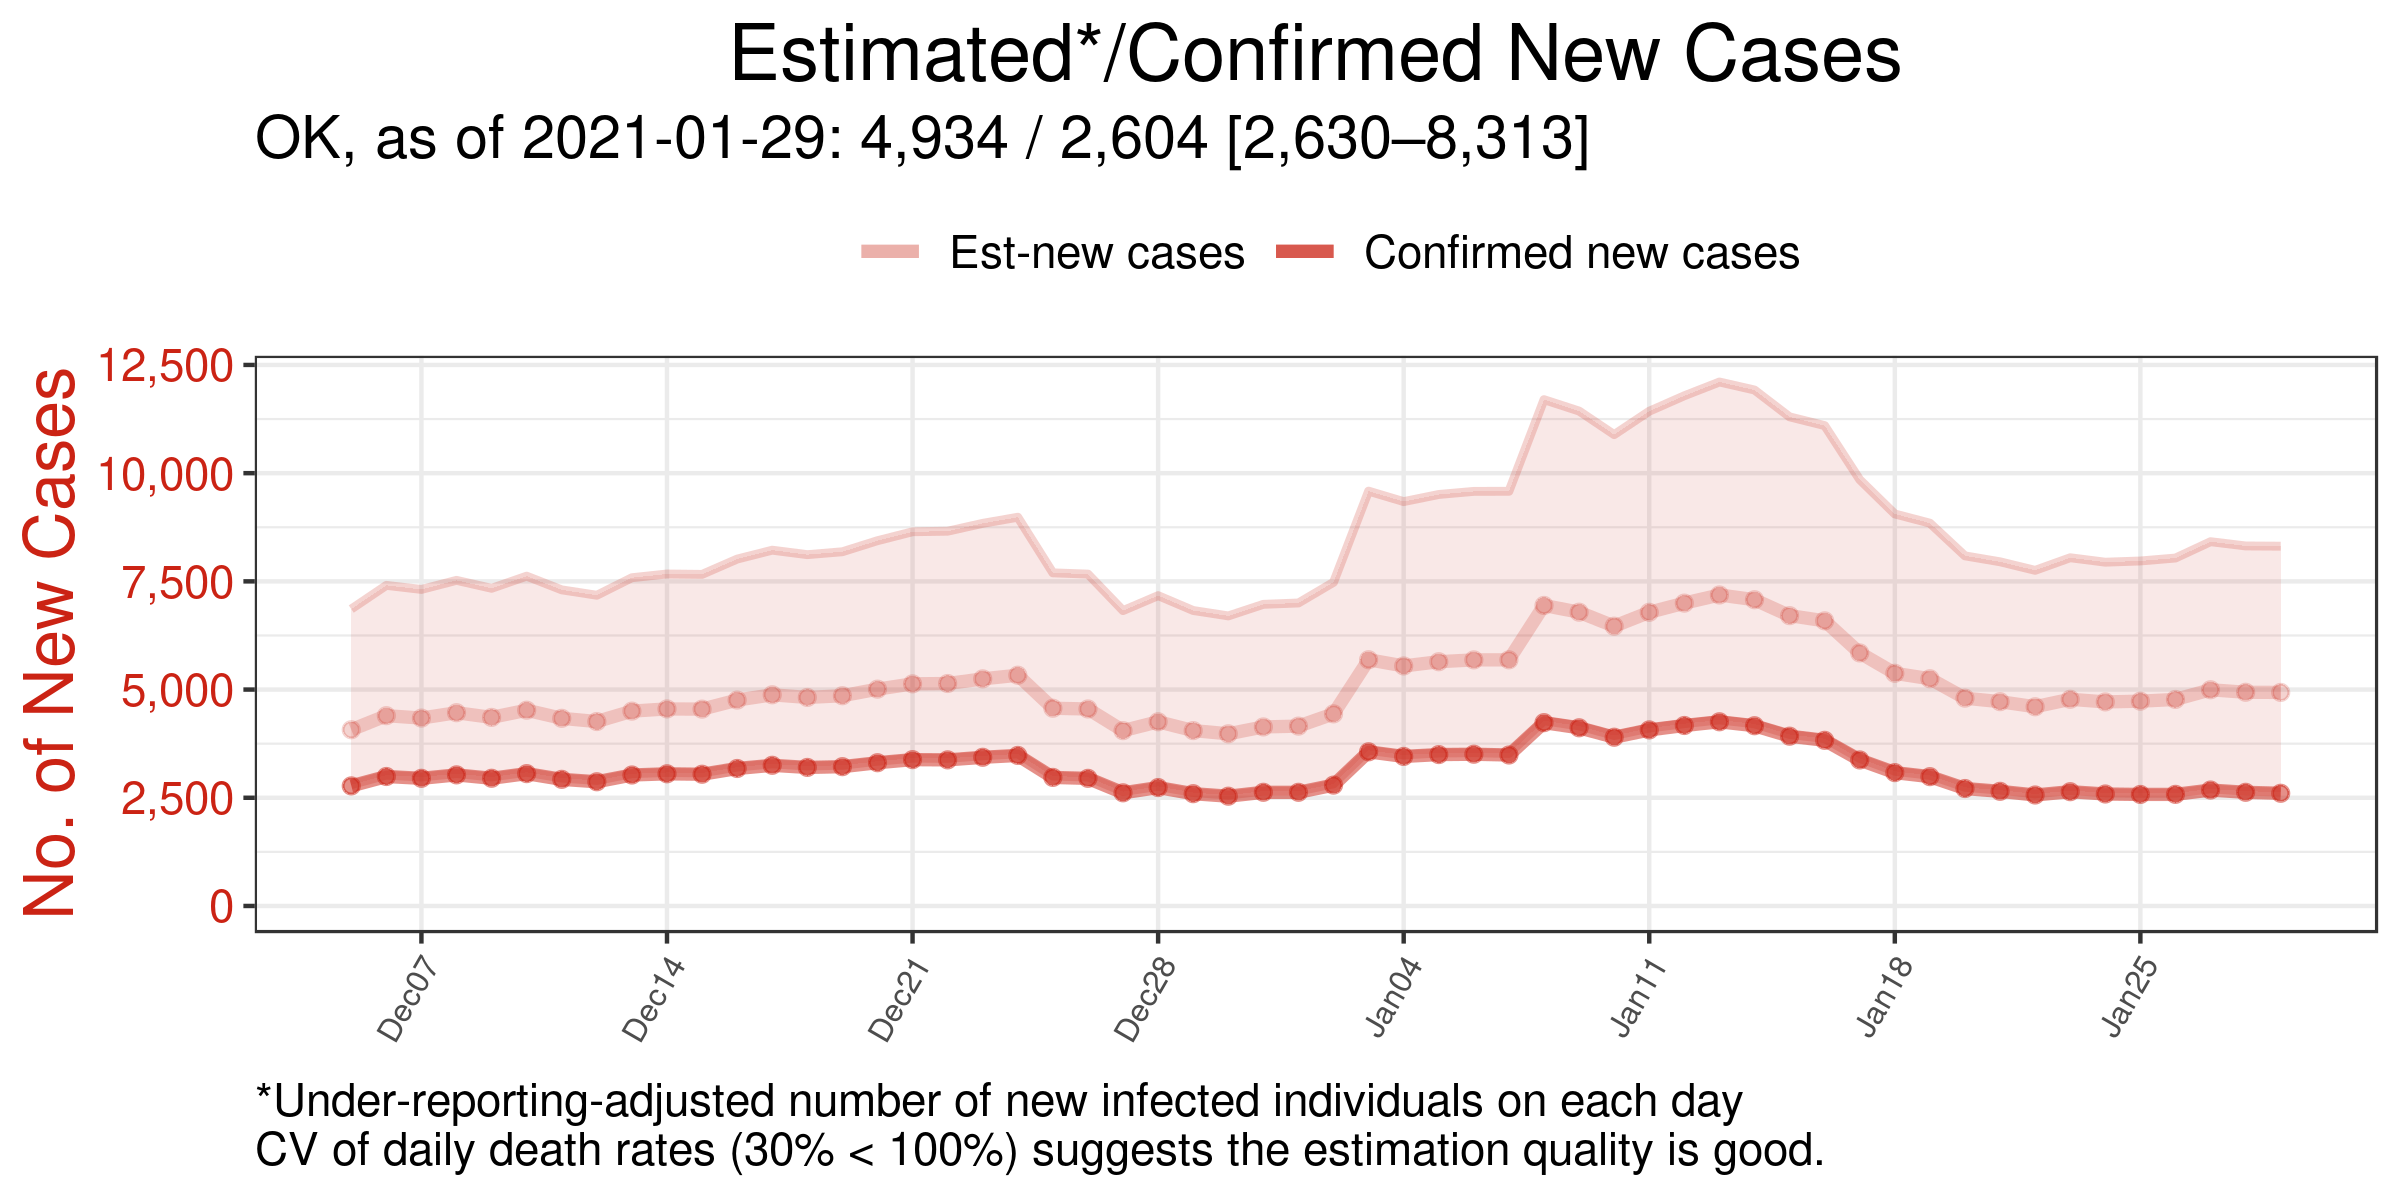 Estimated*/Confirmed New Cases
OK, as of 2021-01-29: 4,934 / 2,604 [2,630–8,313]
Est-new cases Confirmed new cases
No. of New Cases
12,500
10,000
7,500
5,000
2,500
0
Dec07 Dec14 Dec21 Dec28 Jan04 Jan11 Jan18 Jan25
*Under-reporting-adjusted number of new infected individuals on each day
CV of daily death rates (30% < 100%) suggests the estimation quality is good.